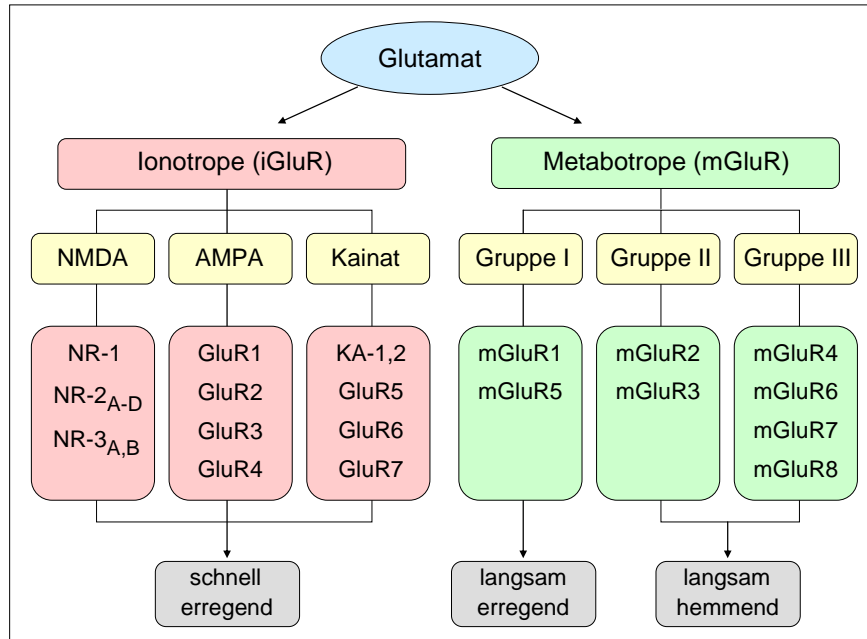 Glutamat
Ionotrope (iGluR)
Metabotrope (mGluR)
NMDA
AMPA
Kainat
Gruppe I
Gruppe II
Gruppe III
NR-1
NR-2A-D
NR-3A,B
GluR1
GluR2
GluR3
GluR4
KA-1,2
GluR5
GluR6
GluR7
mGluR1
mGluR5
mGluR2
mGluR3
mGluR4
mGluR6
mGluR7
mGluR8
schnell
erregend
langsam
erregend
langsam
hemmend